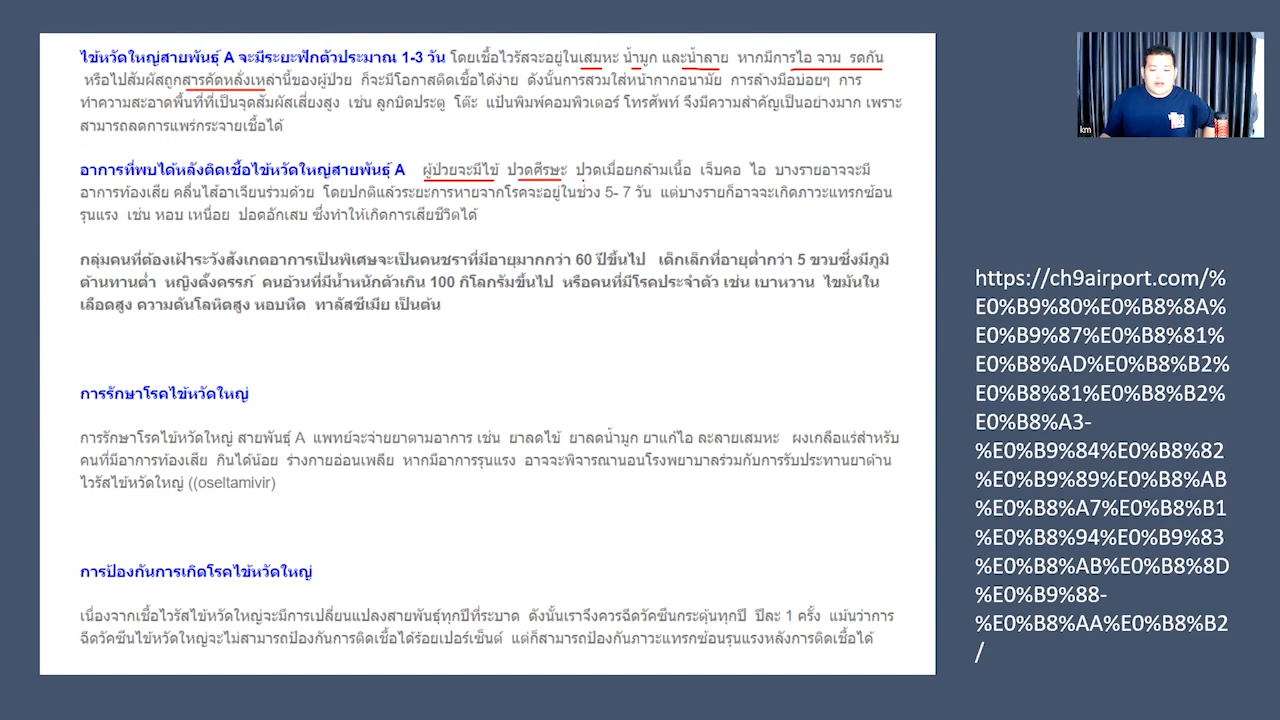 ไข้หวัดใหญ่สายพันธุ์ A จะมีระยะฟักตัวประมาณ 1-3 วัน โดยเชื้อไวรัสจะอยู่ในเสมหะ น้ำมูก และน้ำลาย หากมีการไอ จาม รดกัน
หรือไปสัมผัสถูกสารคัดหลั่งเหล่านี้ของผู้ป่วย ก็จะมีโอกาสติดเชื้อได้ง่าย ดังนั้นการสวมใส่หน้ากากอนามัย การล้างมือบ่อยๆ การ
ทำความสะอาดพื้นที่ที่เป็นจุดสัมผัสเสี่ยงสูง เช่น ลูกบิดประตู โต๊ะ แป้นพิมพ์คอมพิวเตอร์ โทรศัพท์ จึงมีความสำคัญเป็นอย่างมาก เพราะ
สามารถลดการแพร่กระจายเชื้อได้
อาการที่พบได้หลังติดเชื้อไข้หวัดใหญ่สายพันธุ์ A ผู้ป่วยจะมีไข้ ปวดศีรษะ ปวดเมื่อยกล้ามเนื้อ เจ็บคอ ไอ บางรายอาจจะมี
อาการท้องเสีย คลื่นไส้อาเจียนร่วมด้วย โดยปกติแล้วระยะการหายจากโรคจะอยู่ในช่วง 5- 7 วัน แต่บางรายก็อาจจะเกิดภาวะแทรกซ้อน
รุนแรง เช่น หอบ เหนื่อย ปอดอักเสบ ซึ่งทำให้เกิดการเสียชีวิตได้
กลุ่มคนที่ต้องเฝ้าระวังสังเกตอาการเป็นพิเศษจะเป็นคนชราที่มีอายุมากกว่า 60 ปีขึ้นไป เด็กเล็กที่อายุต่ำกว่า 5 ขวบซึ่งมีภูมิ
ต้านทานต่ำ หญิงตั้งครรภ์ คนอ้วนที่มีน้ำหนักตัวเกิน 100 กิโลกรัมขึ้นไป หรือคนที่มีโรคประจำตัว เช่น เบาหวาน ไขมันใน
เลือดสูง ความดันโลหิตสูง หอบหืด ทาลัสซีเมีย เป็นต้น
การรักษาโรคไข้หวัดใหญ่
การรักษาโรคไข้หวัดใหญ่ สายพันธุ์ A แพทย์จะจ่ายยาตามอาการ เช่น ยาลดไข้ ยาลดน้ำมูก ยาแก้ไอ ละลายเสมหะ ผงเกลือแร่สำหรับ
คนที่มีอาการท้องเสีย กินได้น้อย ร่างกายอ่อนเพลีย หากมีอาการรุนแรง อาจจะพิจารณานอนโรงพยาบาลร่วมกับการรับประทานยาต้าน
ไวรัสไข้หวัดใหญ่ ((oseltamivir)
การป้องกันการเกิดโรคไข้หวัดใหญ่
เนื่องจากเชื้อไวรัสไข้หวัดใหญ่จะมีการเปลี่ยนแปลงสายพันธุ์ทุกปีที่ระบาด ดังนั้นเราจึงควรฉีดวัคซีนกระตุ้นทุกปี ปีละ 1 ครั้ง แม้นว่าการ
ฉีดวัคซีนไข้หวัดใหญ่จะไม่สามารถป้องกันการติดเชื้อได้ร้อยเปอร์เซ็นต์ แต่ก็สามารถป้องกันภาวะแทรกซ้อนรุนแรงหลังการติดเชื้อได้
km
https://ch9airport.com/%
E0%B9%80%E0%B8%8A%
E0%B9%87%E0%B8%81%
E0%B8%AD%E0%B8%B2%
E0%B8%81%E0%B8%B2%
E0%B8%A3-
%E0%B9%84%E0%B8%82
%E0%B9%89%E0%B8%AB
%E0%B8%A7%E0%B8%B1
%E0%B8%94%E0%B9%83
%E0%B8%AB%E0%B8%8D
%E0%B9%88-
%E0%B8%AA%E0%B8%B2
/